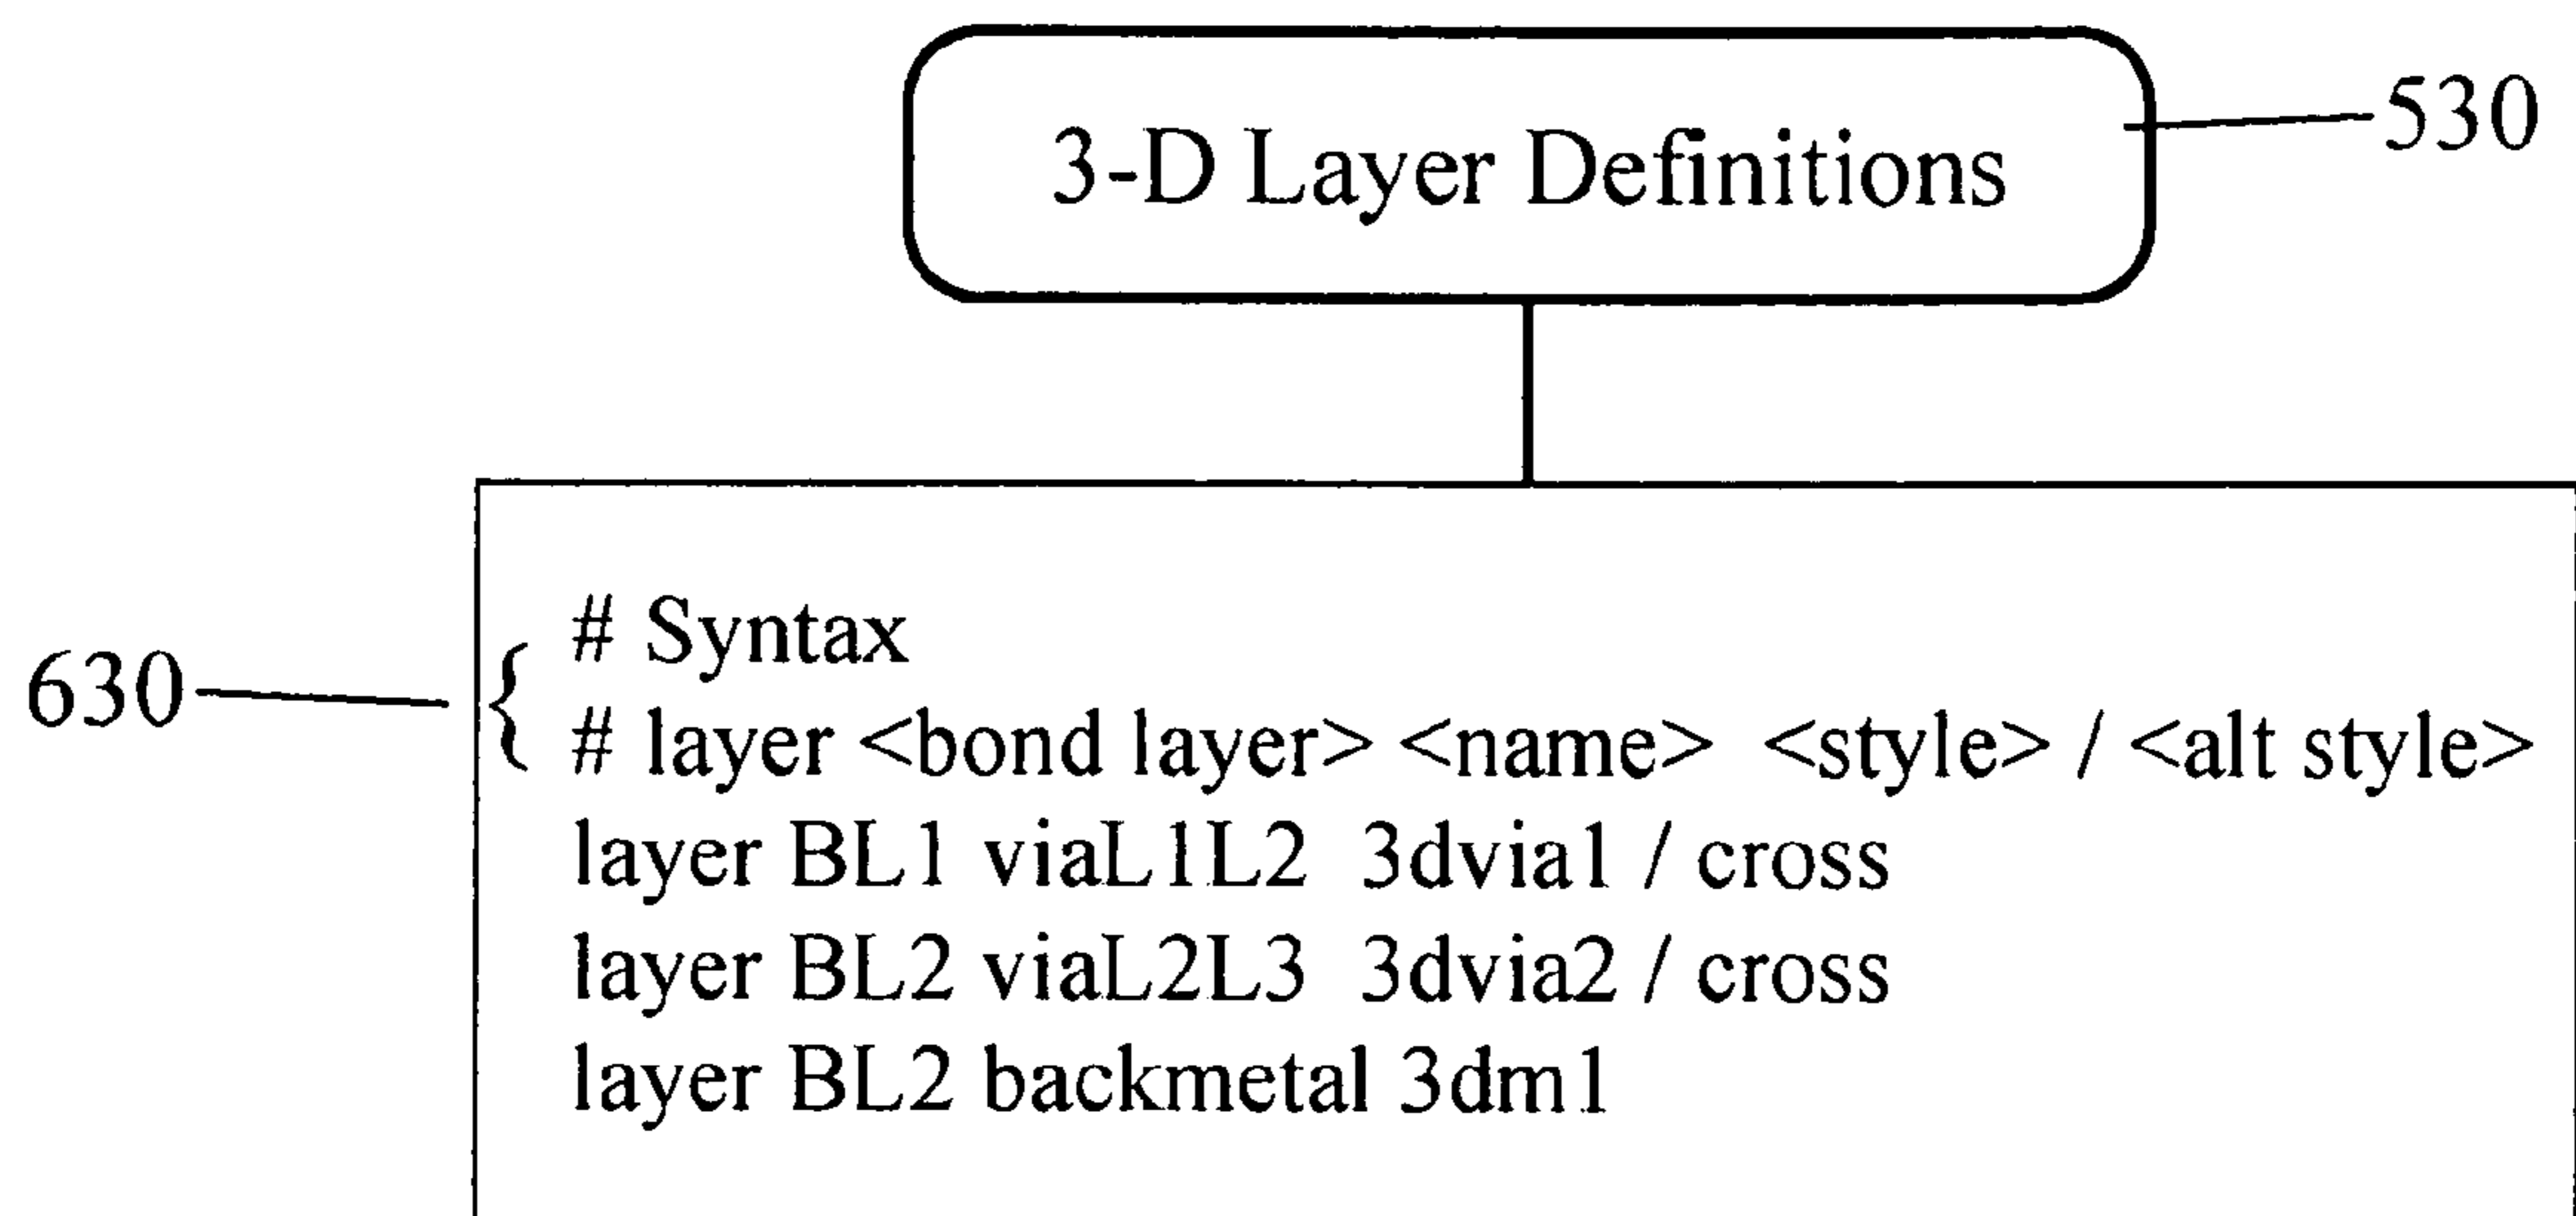 3-D Layer Definitions
530
630
# Syntax
# layer <bond layer> <name> <style> / <alt style>
layer BL1 viaL1L2 3dvia1 / cross
layer BL2 viaL2L3 3dvia2 / cross
layer BL2 backmetal 3dm1